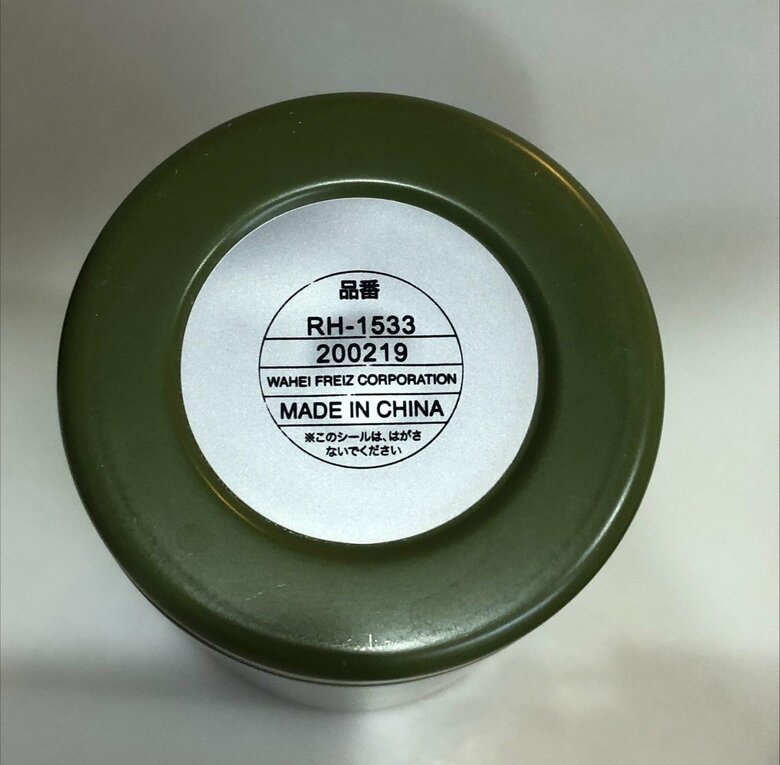 品番
RH-1533
200219
WAHEI FREIZ CORPORATION
MADE IN CHINA
※このシールは、はがさ
ないでください